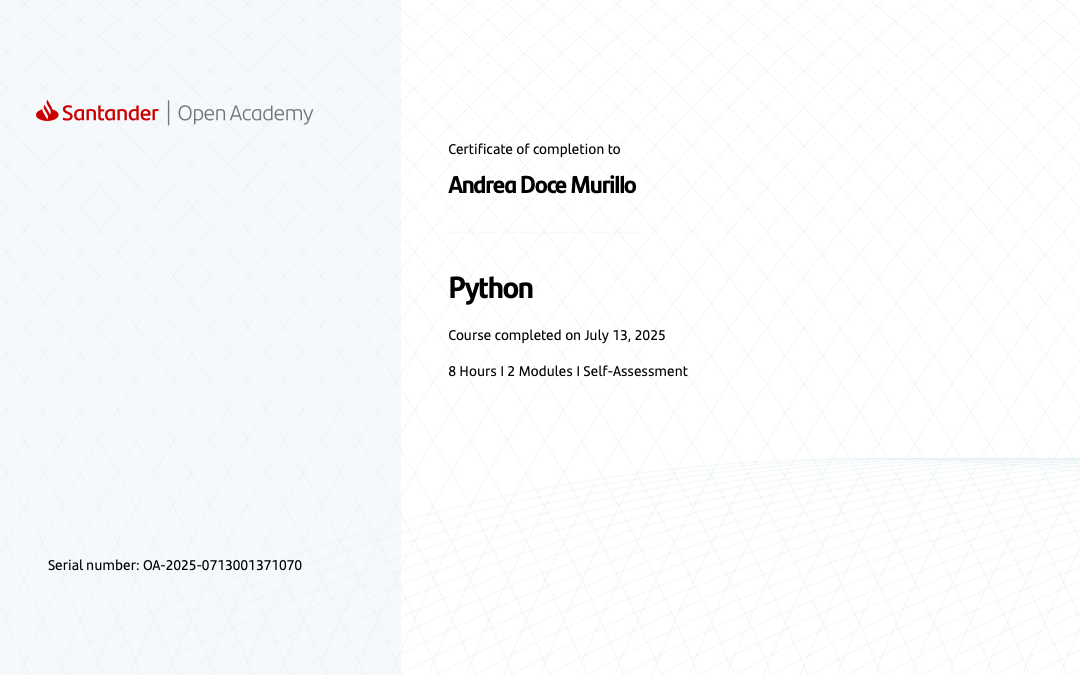 Santander | Open Academy
Certificate of completion to
Andrea Doce Murillo
Python
Course completed on July 13, 2025
8 Hours I 2 Modules I Self-Assessment
Serial number: OA-2025-0713001371070